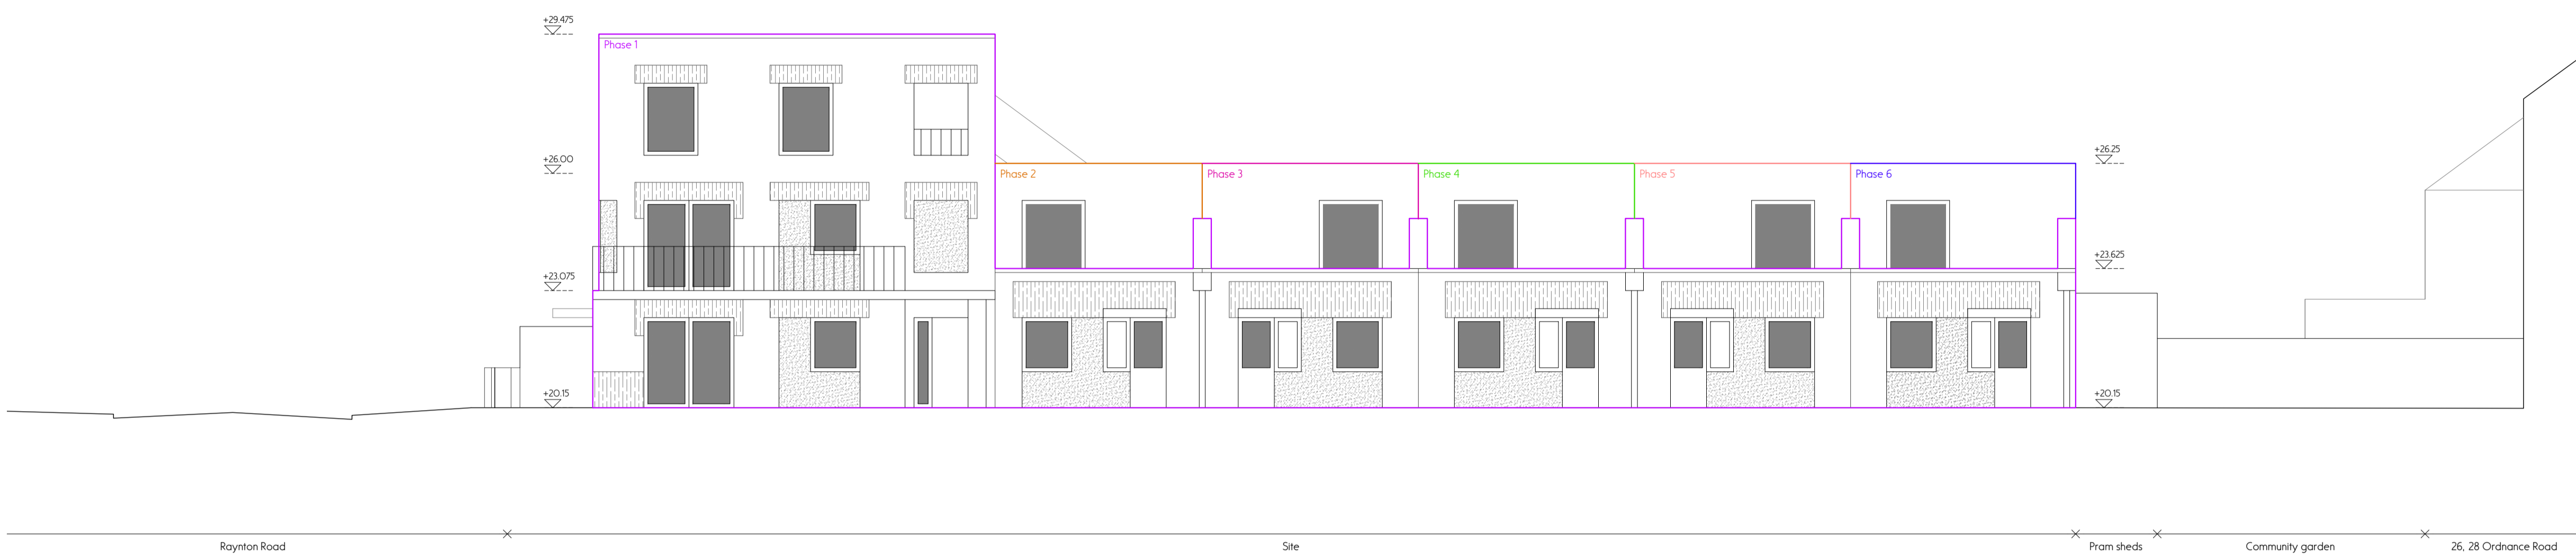 +29.475
Phase 1
+26.00
+26.25
Phase 2
Phase 3
Phase 4
Phase 5
Phase 6
+23.075
+23.625
+20.15
+20.15
Raynton Road
Site
Pram sheds
Community garden
26, 28 Ordnance Road